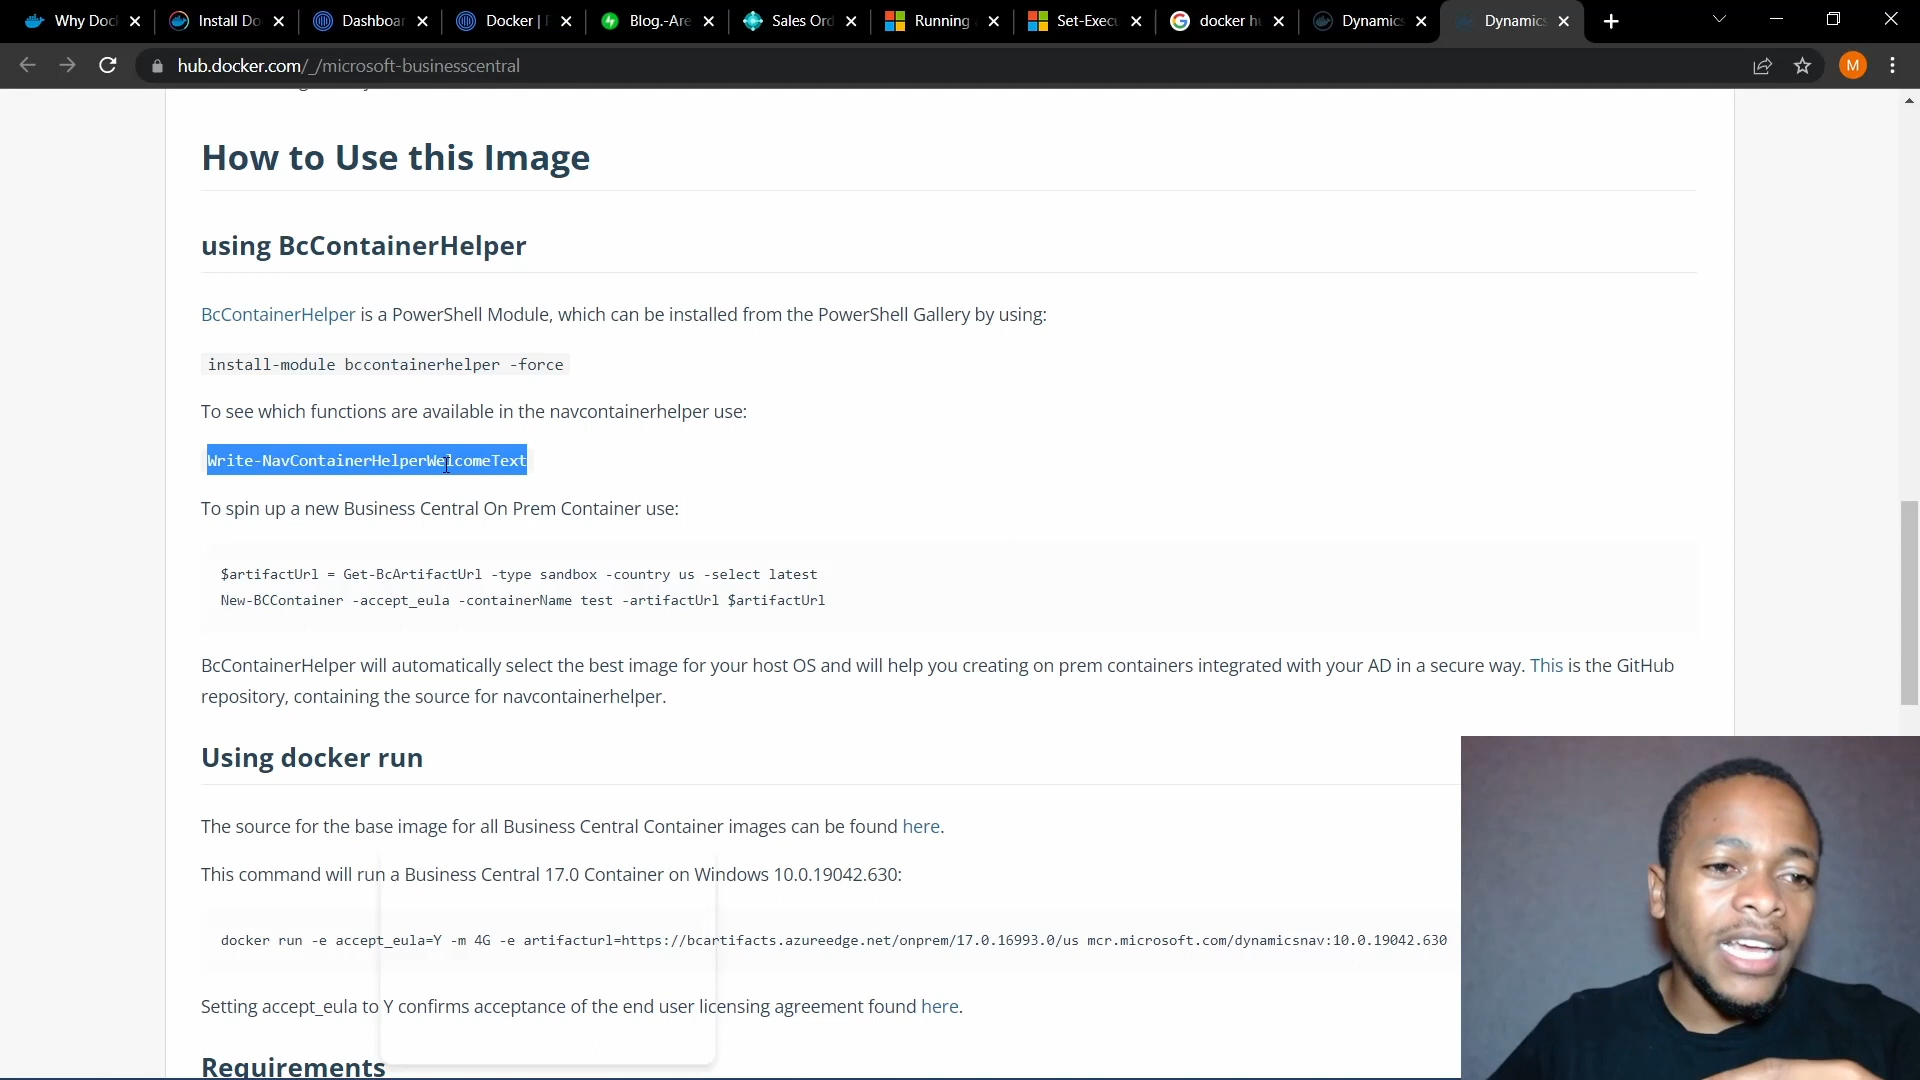 Why Doc
Install Do
Dashboar
Docker |
Blog.-Are
Sales Ord
Running
Set-Exec
docker h
Dynamics
Dynamics
hub.docker.com/_/microsoft-businesscentral
M
How to Use this Image
using BcContainerHelper
BcContainerHelper is a PowerShell Module, which can be installed from the PowerShell Gallery by using:
install-module bccontainerhelper -force
To see which functions are available in the navcontainerhelper use:
Write-NavContainerHelperWelcomeText
To spin up a new Business Central On Prem Container use:
$artifactUrl = Get-BcArtifactUrl -type sandbox -country us -select latest
New-BCContainer -accept_eula -containerName test -artifactUrl $artifactUrl
BcContainerHelper will automatically select the best image for your host OS and will help you creating on prem containers integrated with your AD in a secure way. This is the GitHub
repository, containing the source for navcontainerhelper.
Using docker run
The source for the base image for all Business Central Container images can be found here.
This command will run a Business Central 17.0 Container on Windows 10.0.19042.630:
docker run -e accept_eula=Y -m 4G -e artifacturl=https://bcartifacts.azureedge.net/onprem/17.0.16993.0/us mcr.microsoft.com/dynamicsnav:10.0.19042.630
Setting accept_eula to Y confirms acceptance of the end user licensing agreement found here.
Requirements